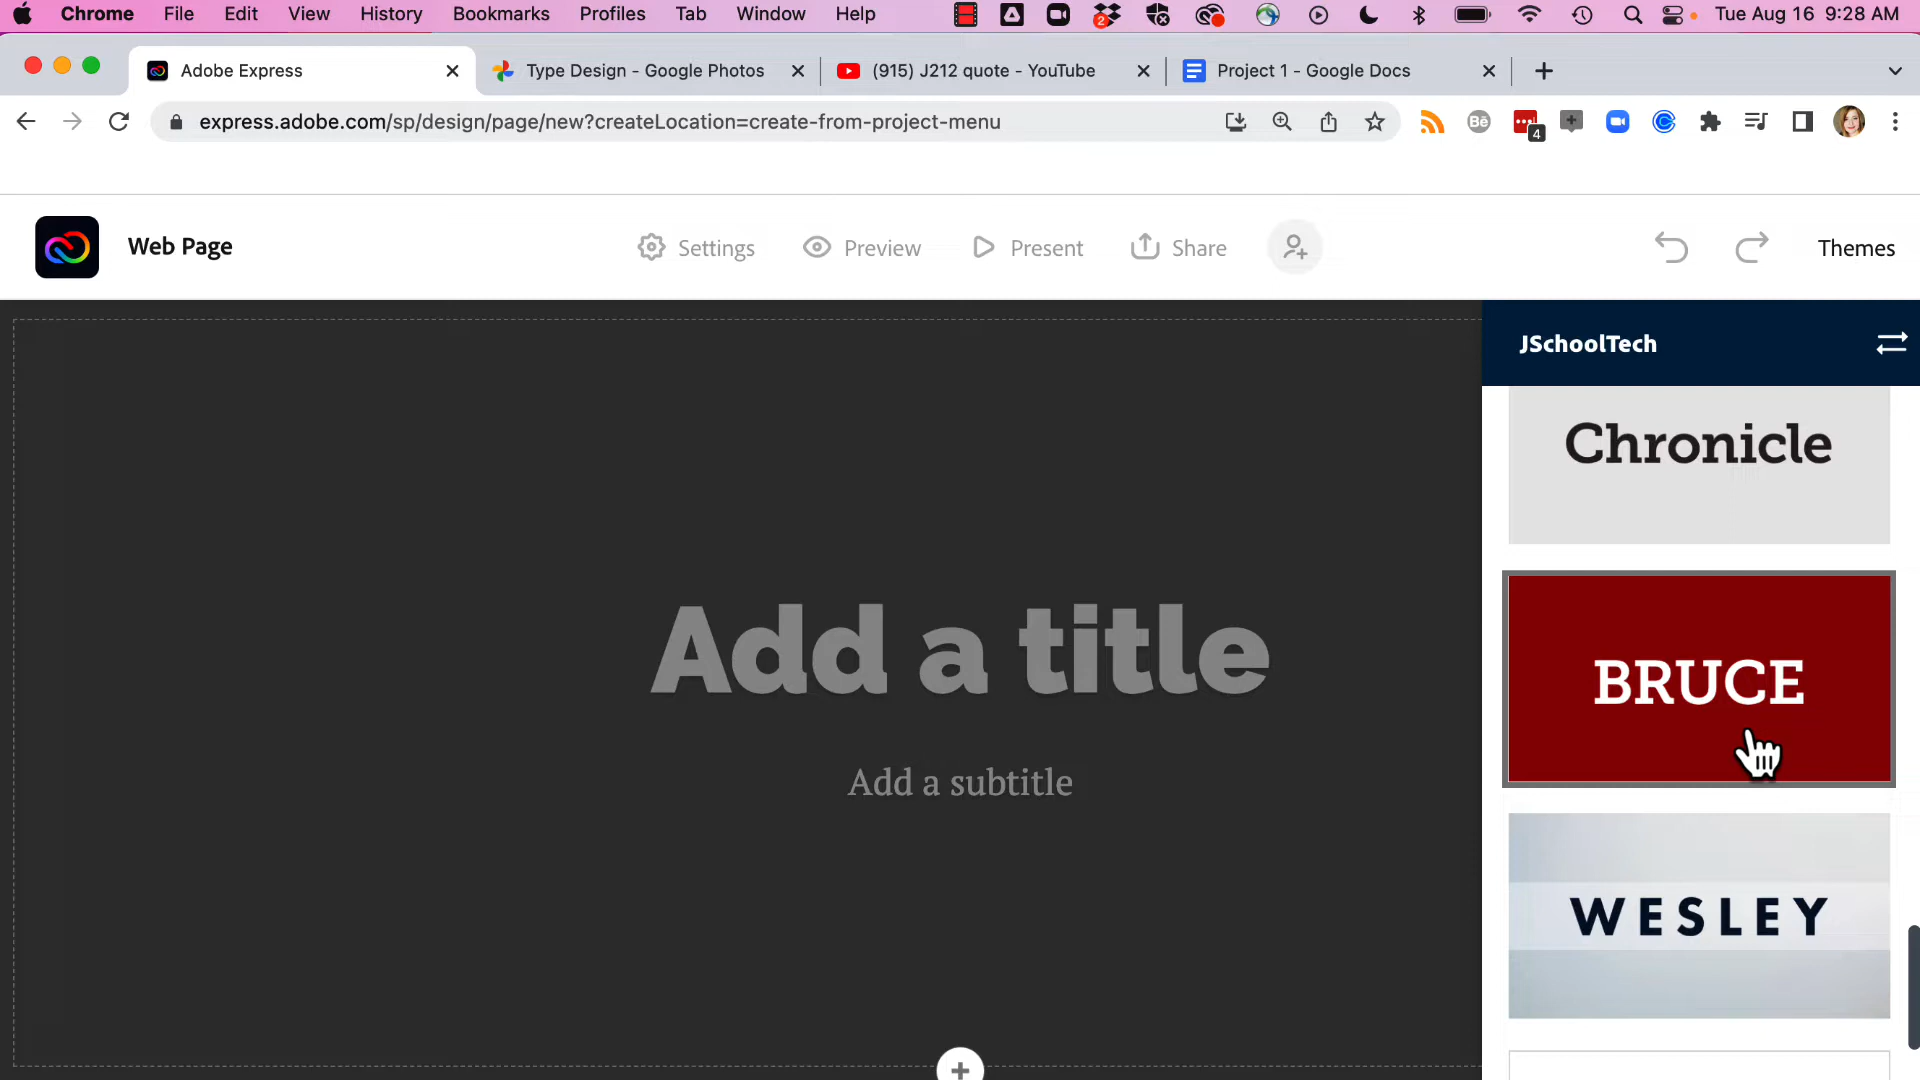 Chrome File Edit View History Bookmarks Profiles Tab Window Help 2 Tue Aug 16 9:28 AM
Adobe Express Type Design - Google Photos (915) J212 quote - YouTube Project 1 - Google Docs
express.adobe.com/sp/design/page/new?createLocation=create-from-project-menu Bē 4
Web Page Settings Preview Present Share Themes
JSchoolTech
Chronicle
Add a title
BRUCE
Add a subtitle
WESLEY